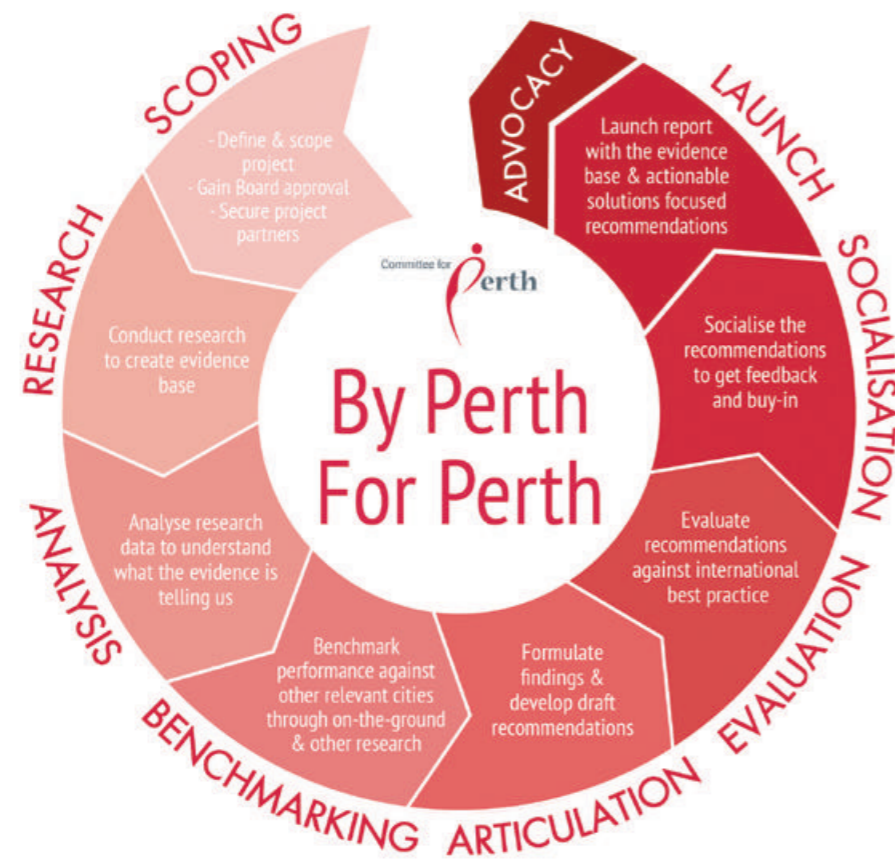 SCOPING
- Define & scope
project
- Gain Board approval
- Secure project
partners
RESEARCH
Conduct research
to create evidence
base
ANALYSIS
Analyse research
data to understand
what the evidence is
telling us
BENCHMARKING
Benchmark
performance against
other relevant cities
through on-the-ground
& other research
ARTICULATION
Formulate
findings &
develop draft
recommendations
EVALUATION
Evaluate
recommendations
against international
best practice
SOCIALISATION
Socialise the
recommendations
to get feedback
and buy-in
LAUNCH
Launch report
with the evidence
base & actionable
solutions focused
recommendations
ADVOCACY
Committee for Perth
By Perth
For Perth